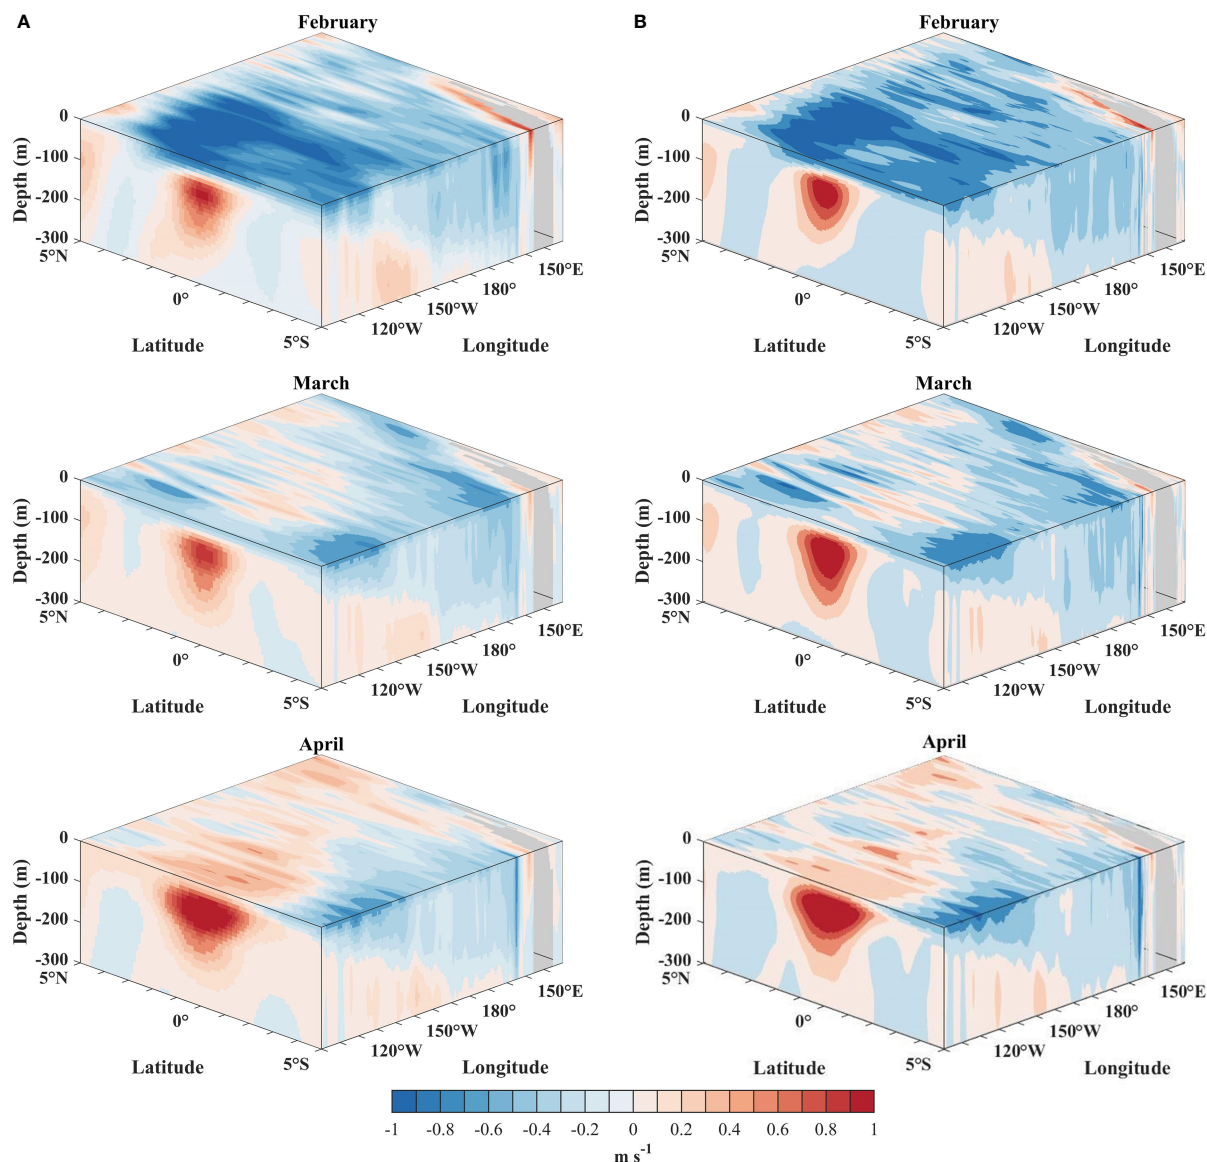 A
B
February
February
0
-100
-200
-300
Depth (m)
5°N
0°
5°S
Latitude
120°W
150°W
180°
150°E
Longitude
0
-100
-200
-300
Depth (m)
5°N
0°
5°S
Latitude
120°W
150°W
180°
150°E
Longitude
March
March
0
-100
-200
-300
Depth (m)
5°N
0°
5°S
Latitude
120°W
150°W
180°
150°E
Longitude
0
-100
-200
-300
Depth (m)
5°N
0°
5°S
Latitude
120°W
150°W
180°
150°E
Longitude
April
April
0
-100
-200
-300
Depth (m)
5°N
0°
5°S
Latitude
120°W
150°W
180°
150°E
Longitude
0
-100
-200
-300
Depth (m)
5°N
0°
5°S
Latitude
120°W
150°W
180°
150°E
Longitude
-1 -0.8 -0.6 -0.4 -0.2 0 0.2 0.4 0.6 0.8 1
m s⁻¹